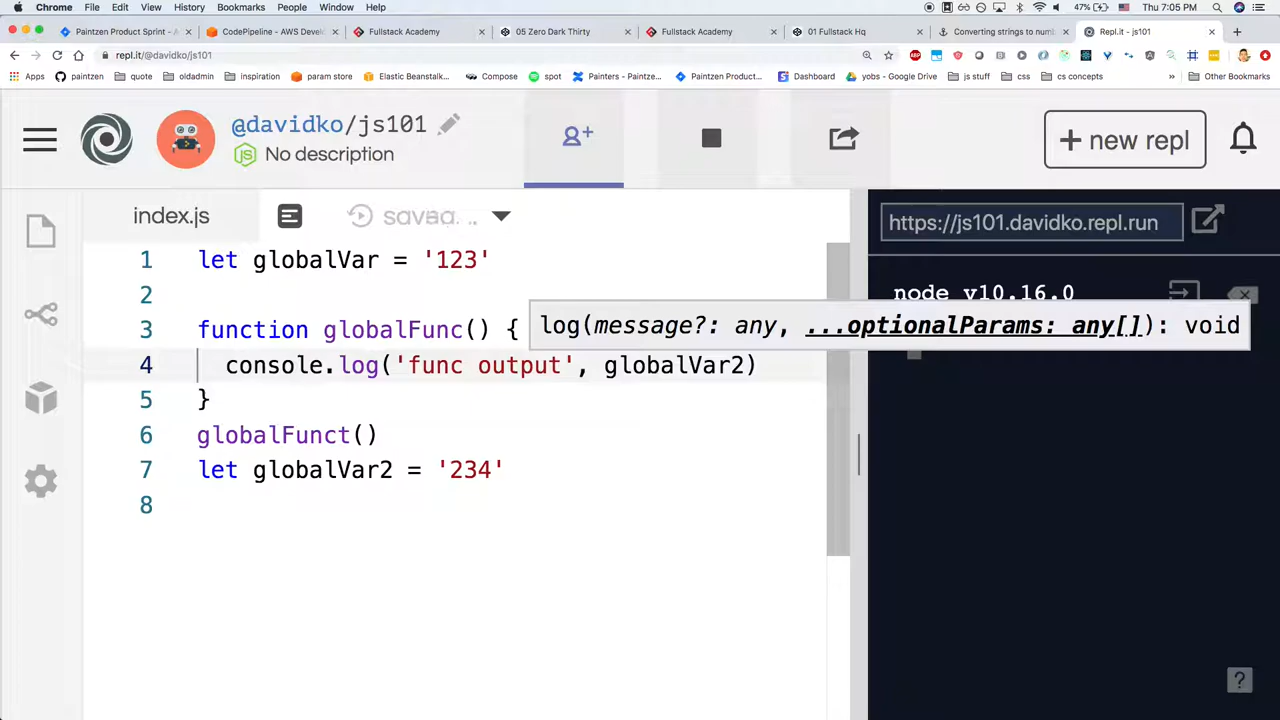 Chrome File Edit View History Bookmarks People Window Help 47% Thu 7:05 PM
Paintzen Product Sprint - A CodePipeline - AWS Devel Fullstack Academy 05 Zero Dark Thirty Fullstack Academy 01 Fullstack Hq Converting strings to num Repl.it - js101
repl.it/@davidko/js101
Apps paintzen quote oldadmin inspiration param store Elastic Beanstalk... Compose spot Painters - Paintze... Paintzen Product... Dashboard yobs - Google Drive js stuff css cs concepts » Other Bookmarks
@davidko/js101
No description
+ new repl
index.js
saved. ..
https://js101.davidko.repl.run
1 let globalVar = '123'
node v10.16.0
2
log(message?: any, ...optionalParams: any[]): void
3 function globalFunc() {
4 console.log('func output', globalVar2)
5 }
6 globalFunct()
7 let globalVar2 = '234'
8
?